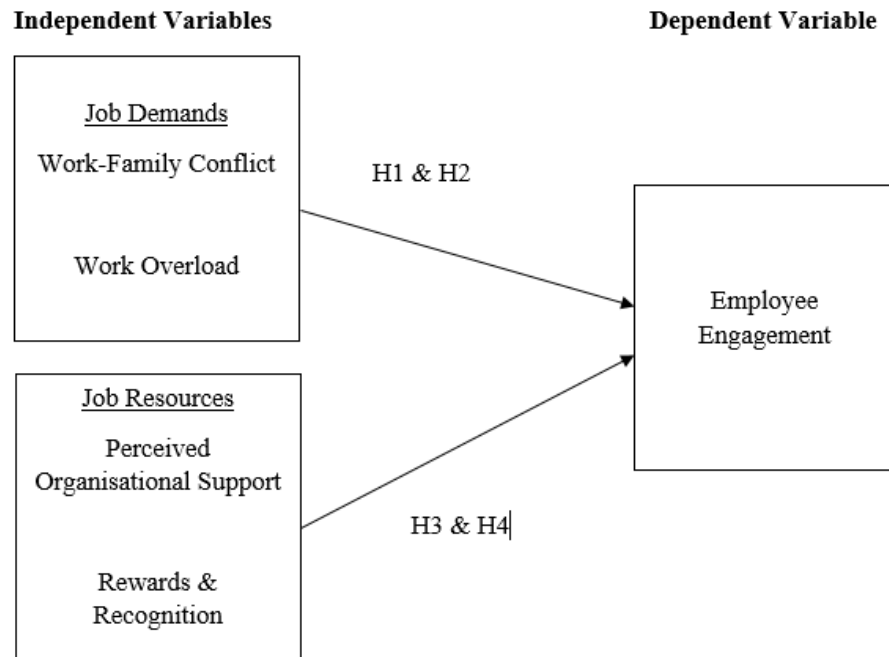 Independent Variables
Dependent Variable
Job Demands
Work-Family Conflict
Work Overload
H1 & H2
Employee
Engagement
Job Resources
Perceived
Organisational Support
Rewards &
Recognition
H3 & H4